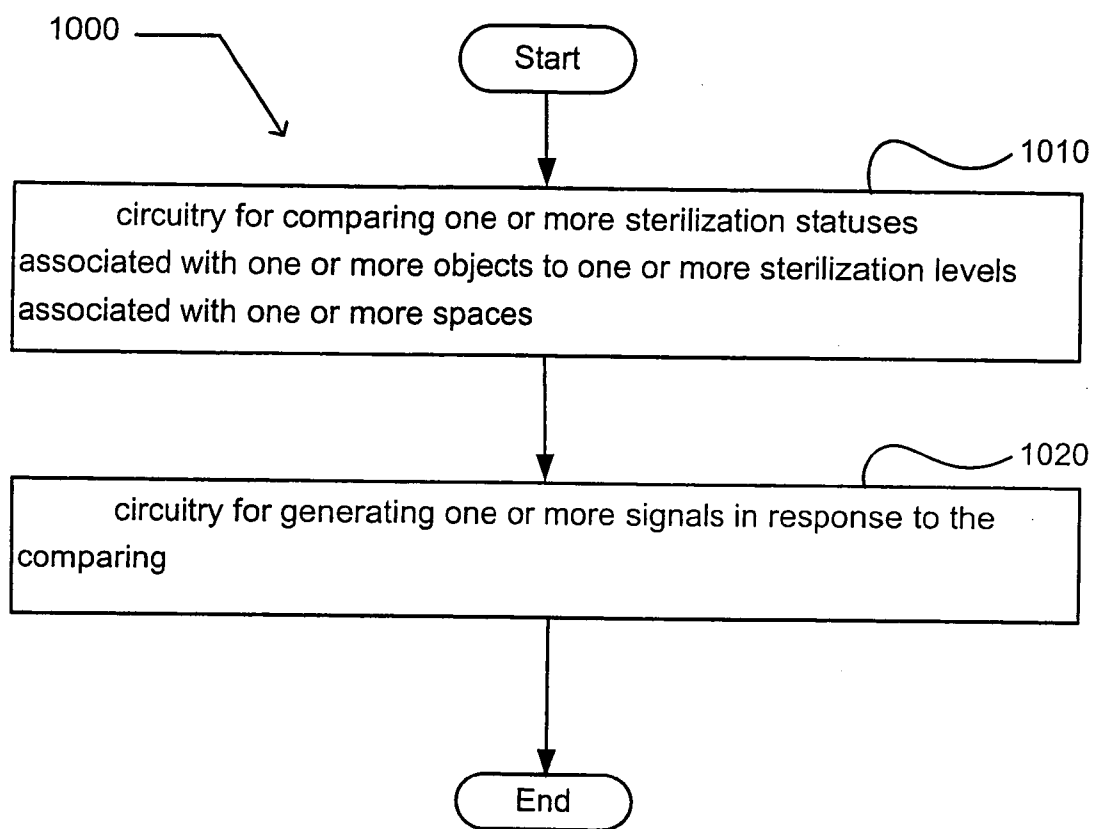 1000
Start
1010
circuitry for comparing one or more sterilization statuses
associated with one or more objects to one or more sterilization levels
associated with one or more spaces
1020
circuitry for generating one or more signals in response to the
comparing
End